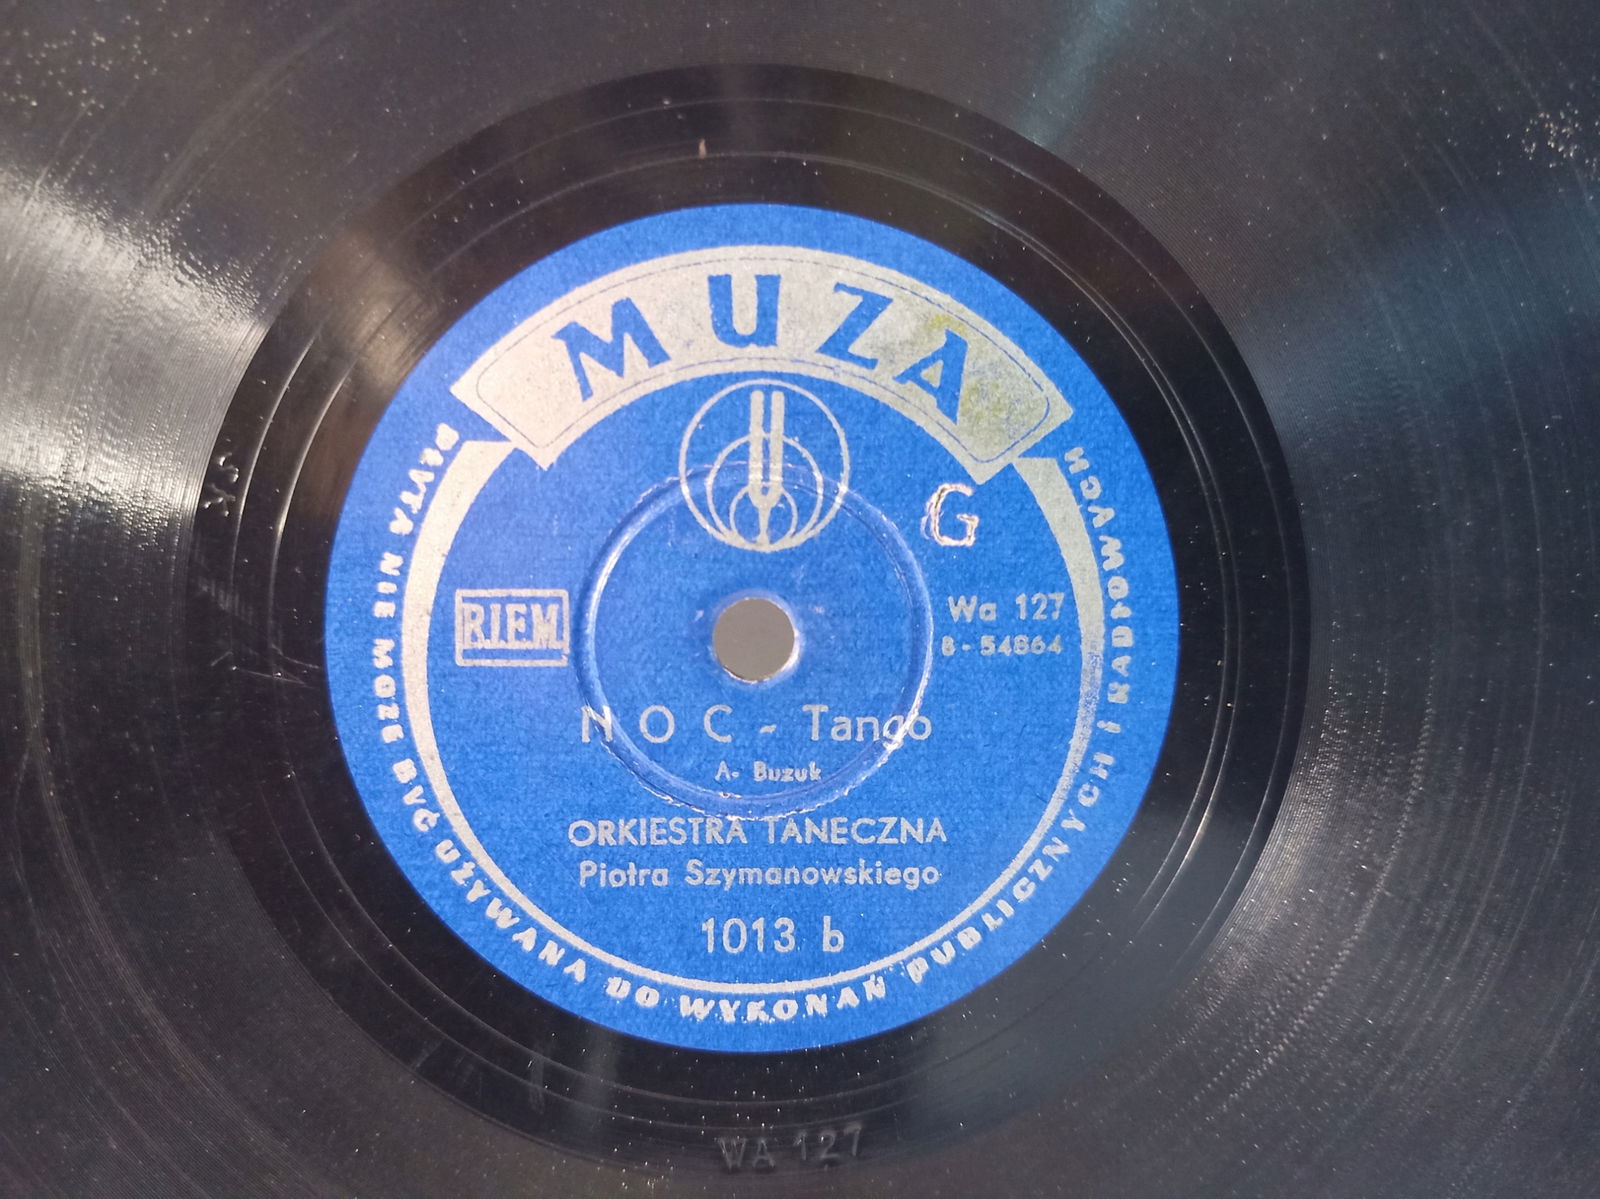 MUZA
G
B.I.E.M.
Wa 127
B - 54864
NOC - Tango
A. Buzuk
ORKIESTRA TANECZNA
Piotra Szymanowskiego
1013 b
PŁYTA NIE MOŻE BYĆ UŻYWANA DO WYKONAŃ PUBLICZNYCH I RADIOWYCH
WA 127